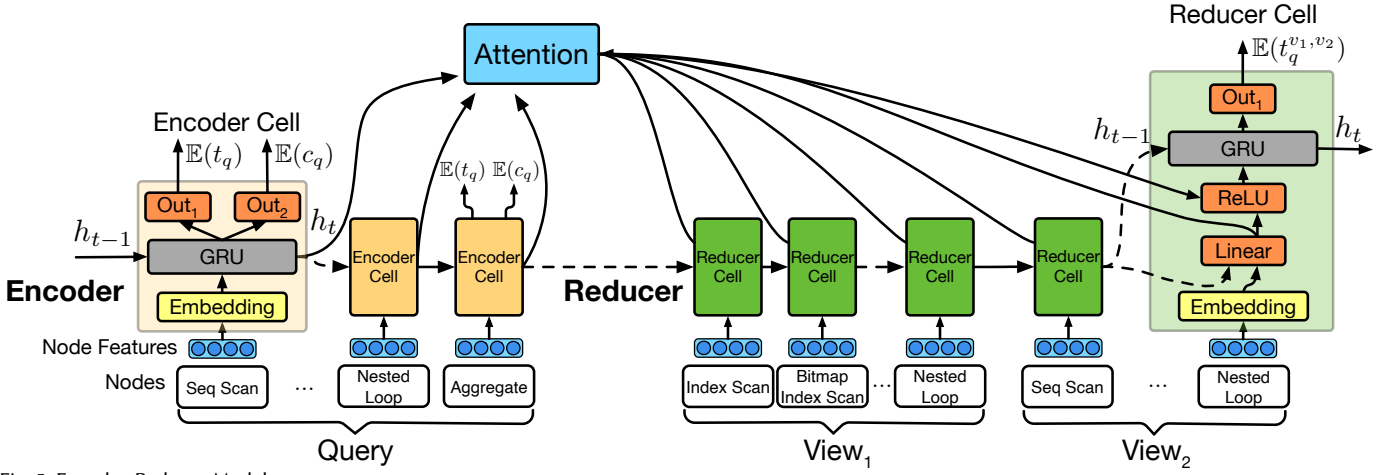 Reducer Cell
𝔼(t_q^{v_1,v_2})
Attention
Out₁
Encoder Cell
h_{t-1}
h_t
𝔼(t_q)
𝔼(c_q)
GRU
𝔼(t_q) 𝔼(c_q)
Out₁
Out₂
h_t
ReLU
h_{t-1}
GRU
Encoder Cell
Encoder Cell
Reducer Cell
Reducer Cell
Reducer Cell
Reducer Cell
Linear
Encoder
Embedding
Reducer
Embedding
Node Features
Nodes
Seq Scan
...
Nested Loop
Aggregate
Index Scan
Bitmap Index Scan
...
Nested Loop
Seq Scan
...
Nested Loop
Query
View₁
View₂